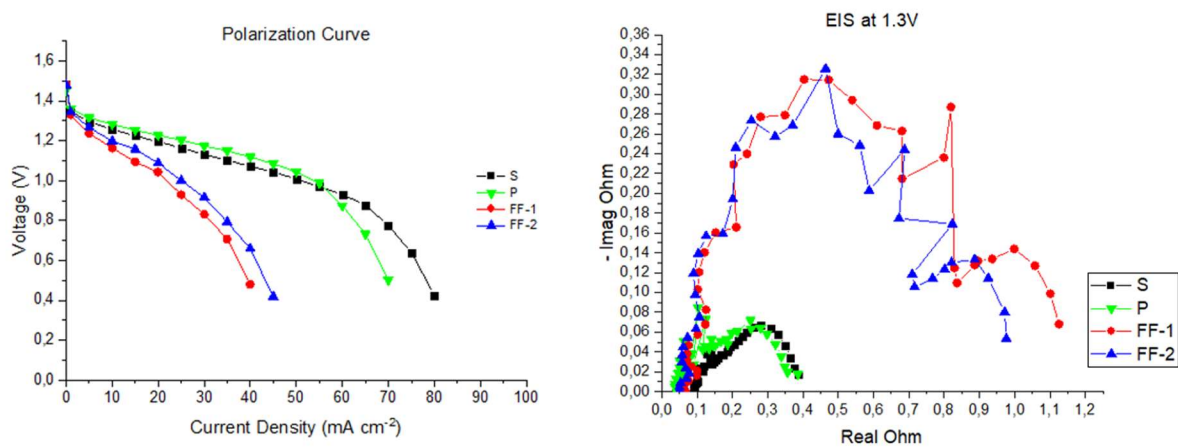 Polarization Curve
Voltage (V)
1,6
1,4
1,2
1,0
0,8
0,6
0,4
0,2
0,0
0 10 20 30 40 50 60 70 80 90 100
Current Density (mA cm-2)
S
P
FF-1
FF-2
EIS at 1.3V
- Imag Ohm
0,36
0,34
0,32
0,30
0,28
0,26
0,24
0,22
0,20
0,18
0,16
0,14
0,12
0,10
0,08
0,06
0,04
0,02
0,00
0,0 0,1 0,2 0,3 0,4 0,5 0,6 0,7 0,8 0,9 1,0 1,1 1,2
Real Ohm
S
P
FF-1
FF-2